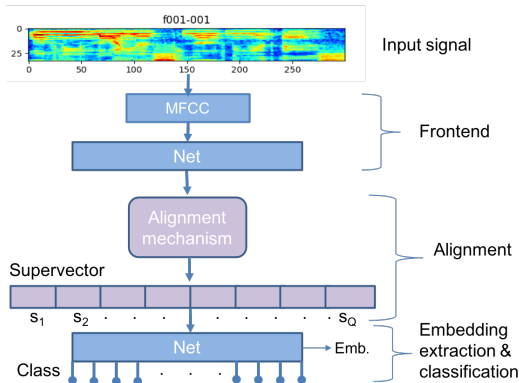 f001-001
0
25
0 50 100 150 200 250
Input signal
MFCC
Frontend
Net
Alignment
mechanism
Alignment
Supervector
s1 s2 . . . . . . sQ
Net
Emb.
Embedding
extraction &
classification
Class
. . .